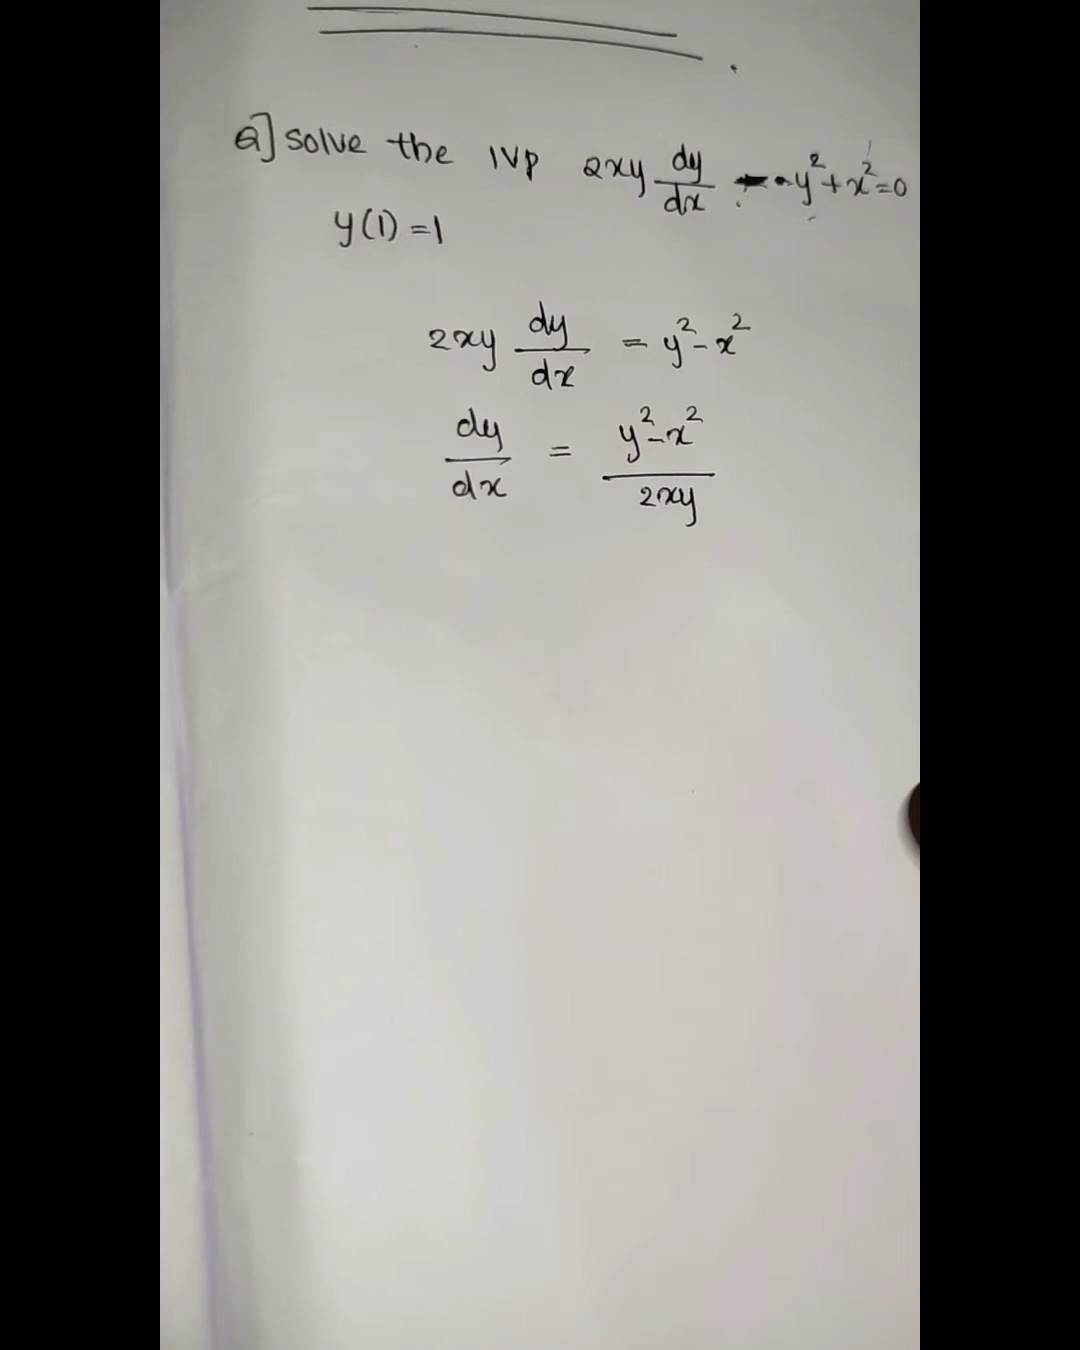 Q] Solve the IVP 2xy dy/dx - y²+x²=0
y(1) =1
2xy dy/dx = y²-x²
dy/dx = y²-x²/2xy